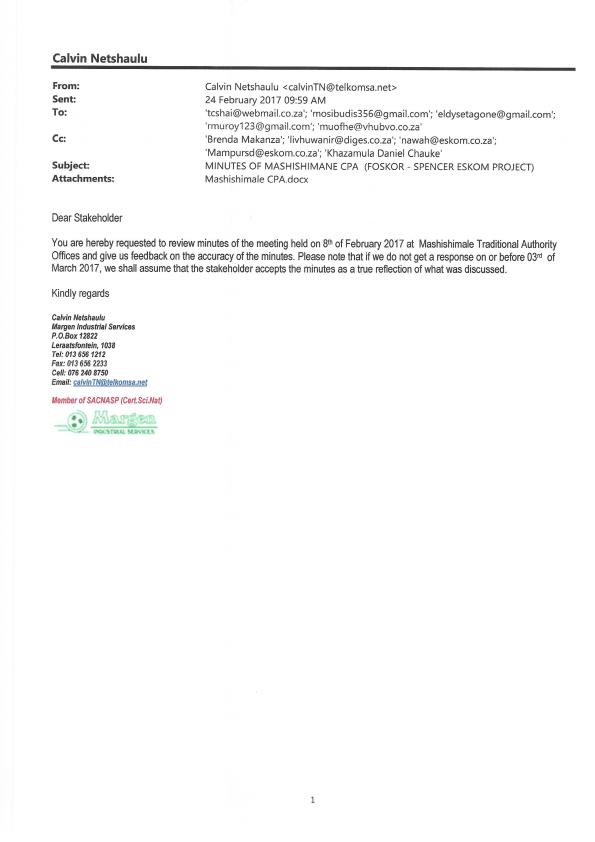 Calvin Netshaulu
From: Calvin Netshaulu <calvinTN@telkomsa.net>
Sent: 24 February 2017 09:59 AM
To: 'tcshai@webmail.co.za'; 'mosibudis356@gmail.com'; 'eldysetagone@gmail.com';
'rmuroy123@gmail.com'; 'muofhe@vhubvo.co.za'
Cc: 'Brenda Makanza'; 'livhuwanir@diges.co.za'; 'nawah@eskom.co.za';
'Mampursd@eskom.co.za'; 'Khazamula Daniel Chauke'
Subject: MINUTES OF MASHISHIMANE CPA (FOSKOR - SPENCER ESKOM PROJECT)
Attachments: Mashishimale CPA.docx
Dear Stakeholder
You are hereby requested to review minutes of the meeting held on 8th of February 2017 at Mashishimale Traditional Authority
Offices and give us feedback on the accuracy of the minutes. Please note that if we do not get a response on or before 03rd of
March 2017, we shall assume that the stakeholder accepts the minutes as a true reflection of what was discussed.
Kindly regards
Calvin Netshaulu
Margen Industrial Services
P.O.Box 12822
Leraatsfontein, 1038
Tel: 013 656 1212
Fax: 013 656 2233
Cell: 076 240 8750
Email: calvinTN@telkomsa.net
Member of SACNASP (Cert.Sci.Nat)
Margen
INDUSTRIAL SERVICES
1